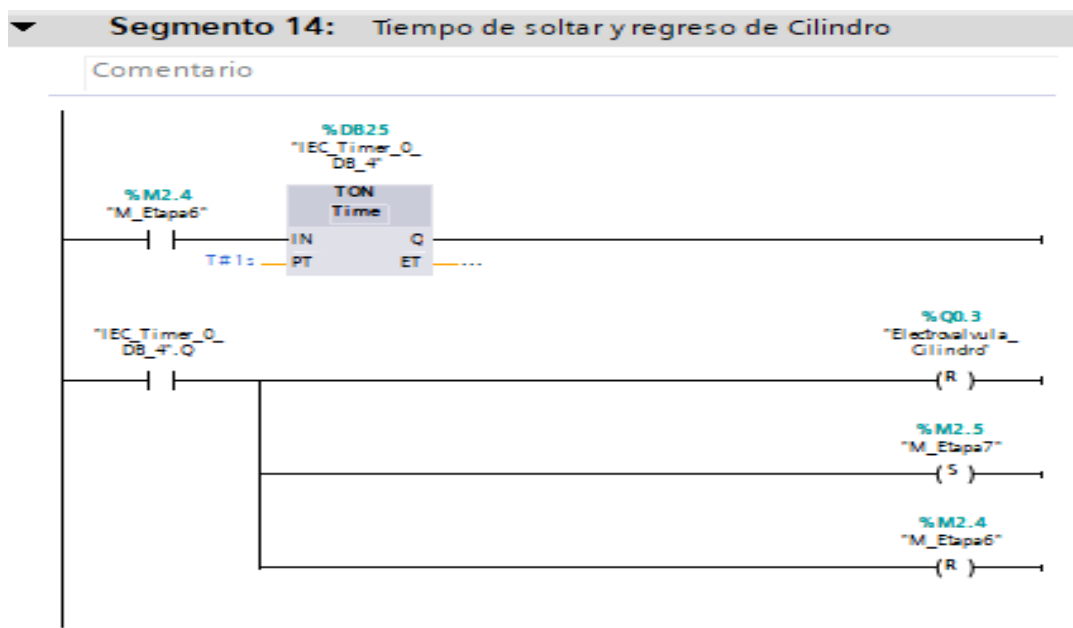 Segmento 14: Tiempo de soltar y regreso de Cilindro
Comentario
%DB25
"IEC_Timer_0_
DB_4"
%M2.4
"M_Etapa6"
TON
Time
IN Q
T#1s PT ET ...
"IEC_Timer_0_
DB_4".Q
%Q0.3
"Electrovalvula_
Cilindro"
R
%M2.5
"M_Etapa7"
S
%M2.4
"M_Etapa6"
R